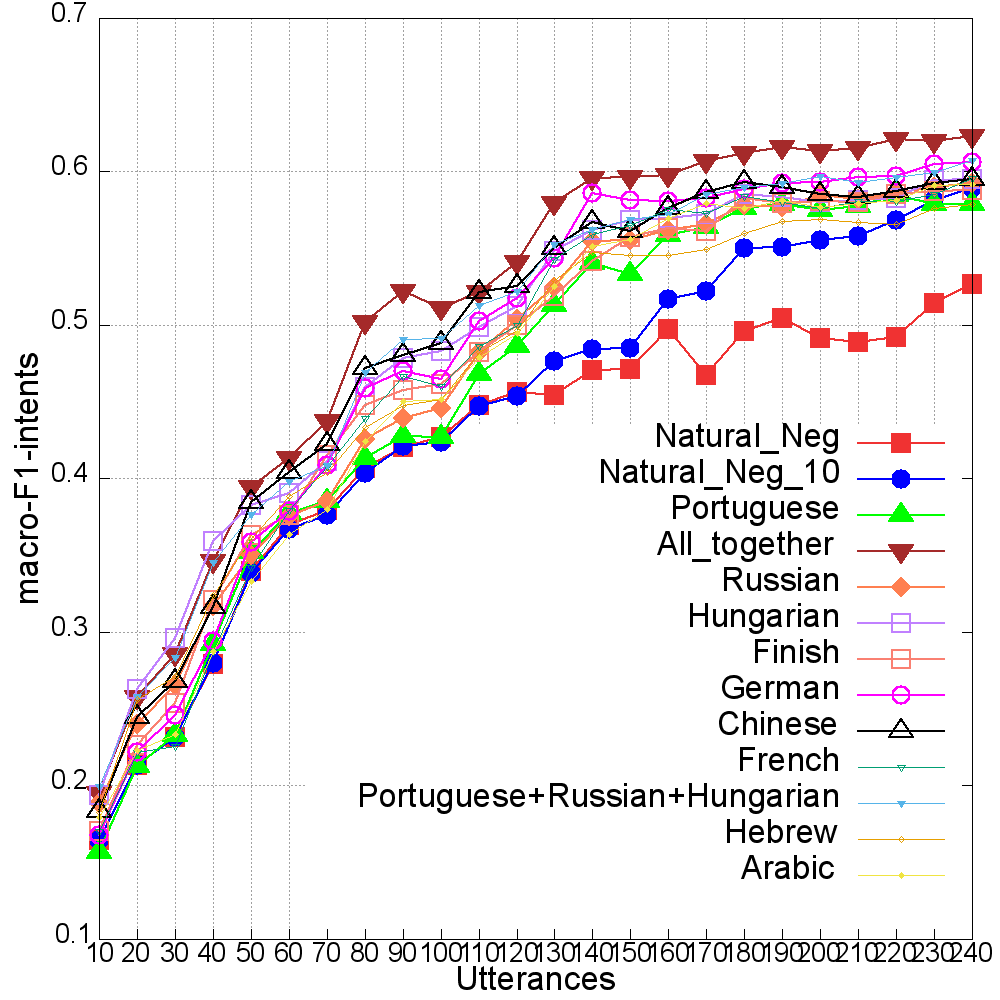 0.7
0.6
0.5
0.4
0.3
0.2
0.1
macro-F1-intents
Natural_Neg
Natural_Neg_10
Portuguese
All_together
Russian
Hungarian
Finish
German
Chinese
French
Portuguese+Russian+Hungarian
Hebrew
Arabic
10 20 30 40 50 60 70 80 90 100 110 120 130 140 150 160 170 180 190 200 210 220 230 240
Utterances